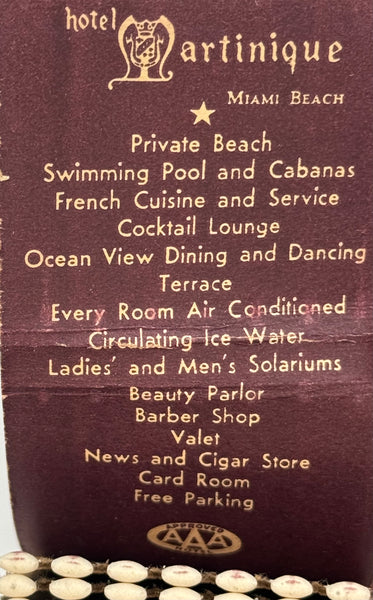 hotel
Martinique
MIAMI BEACH
Private Beach
Swimming Pool and Cabanas
French Cuisine and Service
Cocktail Lounge
Ocean View Dining and Dancing
Terrace
Every Room Air Conditioned
Circulating Ice Water
Ladies' and Men's Solariums
Beauty Parlor
Barber Shop
Valet
News and Cigar Store
Card Room
Free Parking
APPROVED
AAA